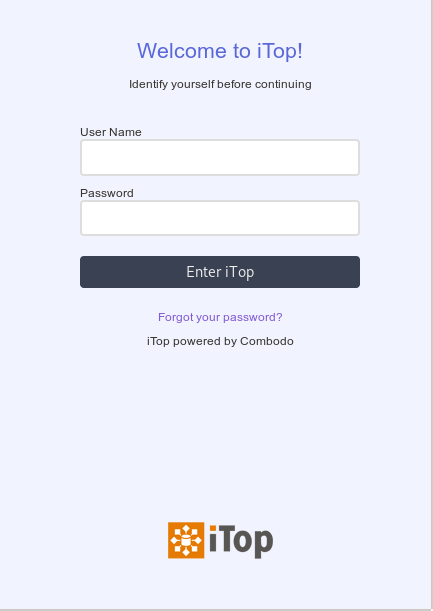 Welcome to iTop!
Identify yourself before continuing
User Name
Password
Enter iTop
Forgot your password?
iTop powered by Combodo
iTop